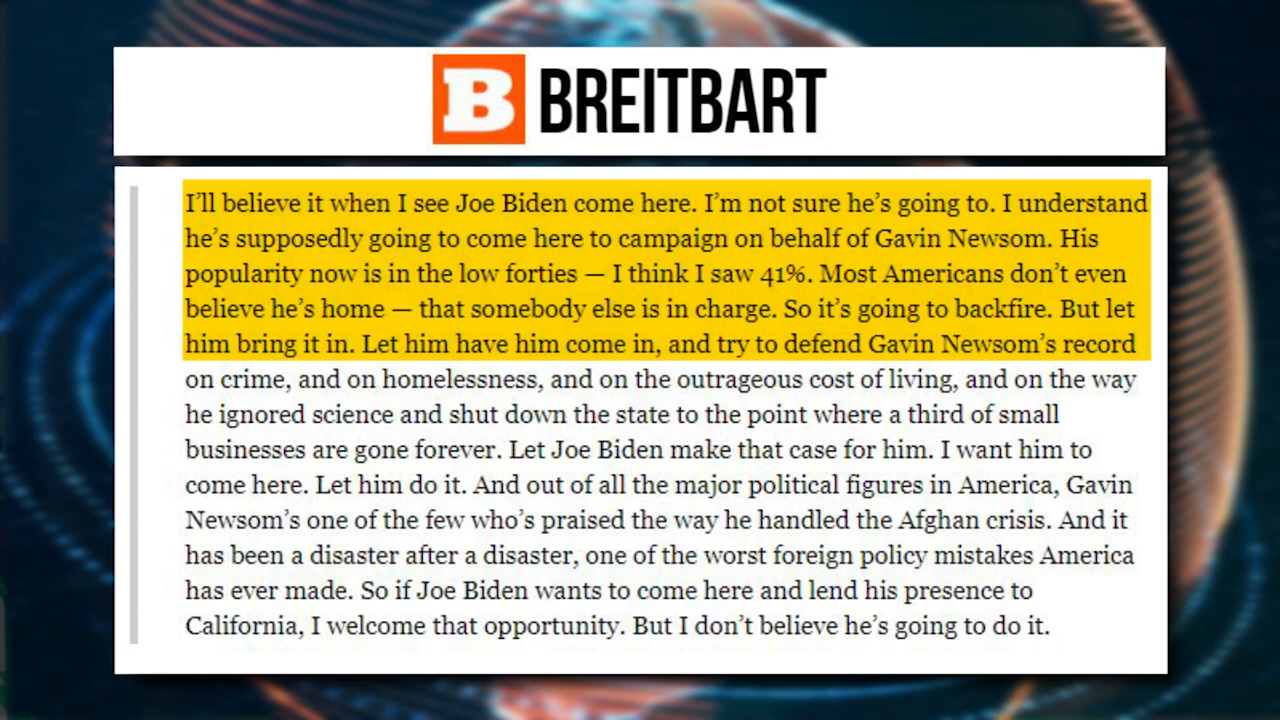 BREITBART
I’ll believe it when I see Joe Biden come here. I’m not sure he’s going to. I understand
he’s supposedly going to come here to campaign on behalf of Gavin Newsom. His
popularity now is in the low forties — I think I saw 41%. Most Americans don’t even
believe he’s home — that somebody else is in charge. So it’s going to backfire. But let
him bring it in. Let him have him come in, and try to defend Gavin Newsom’s record
on crime, and on homelessness, and on the outrageous cost of living, and on the way
he ignored science and shut down the state to the point where a third of small
businesses are gone forever. Let Joe Biden make that case for him. I want him to
come here. Let him do it. And out of all the major political figures in America, Gavin
Newsom’s one of the few who’s praised the way he handled the Afghan crisis. And it
has been a disaster after a disaster, one of the worst foreign policy mistakes America
has ever made. So if Joe Biden wants to come here and lend his presence to
California, I welcome that opportunity. But I don’t believe he’s going to do it.